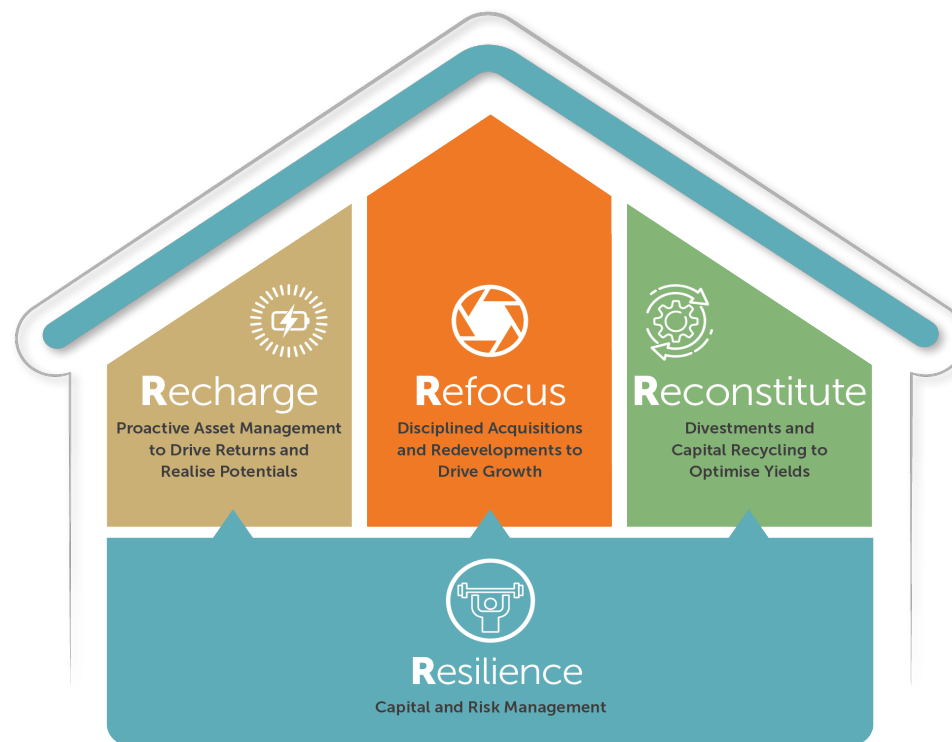 Recharge
Proactive Asset Management
to Drive Returns and
Realise Potentials
Refocus
Disciplined Acquisitions
and Redevelopments to
Drive Growth
Reconstitute
Divestments and
Capital Recycling to
Optimise Yields
Resilience
Capital and Risk Management